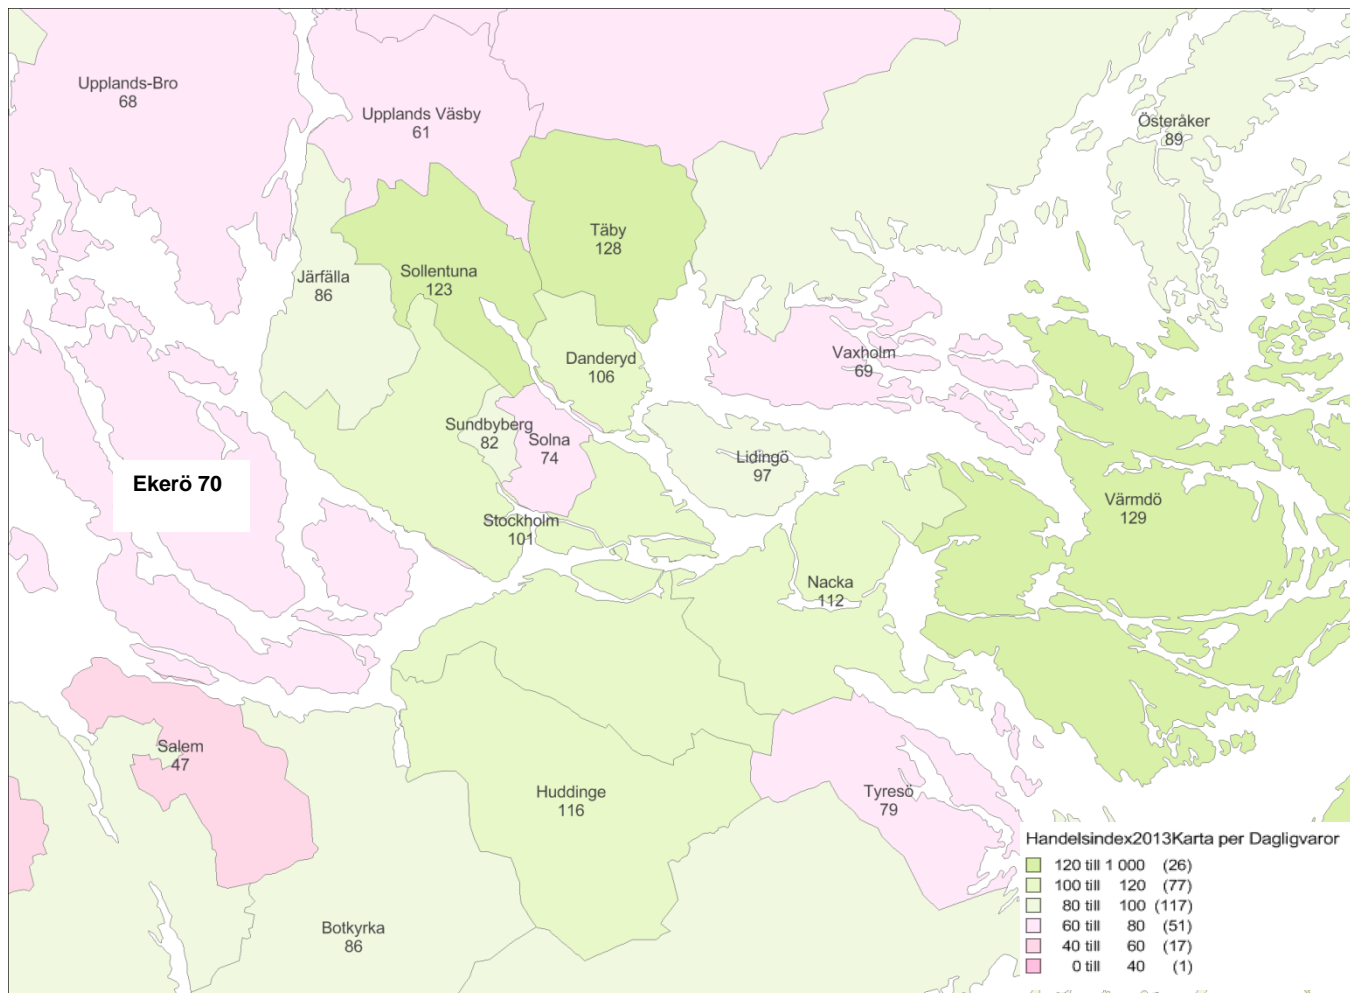 Upplands-Bro
68
Upplands Väsby
61
Österåker
89
Täby
128
Järfälla
86
Sollentuna
123
Danderyd
106
Vaxholm
69
Sundbyberg
82
Solna
74
Lidingö
97
Ekerö 70
Värmdö
129
Stockholm
101
Nacka
112
Salem
47
Huddinge
116
Tyresö
79
Botkyrka
86
Handelsindex2013Karta per Dagligvaror
120 till 1 000 (26)
100 till 120 (77)
80 till 100 (117)
60 till 80 (51)
40 till 60 (17)
0 till 40 (1)